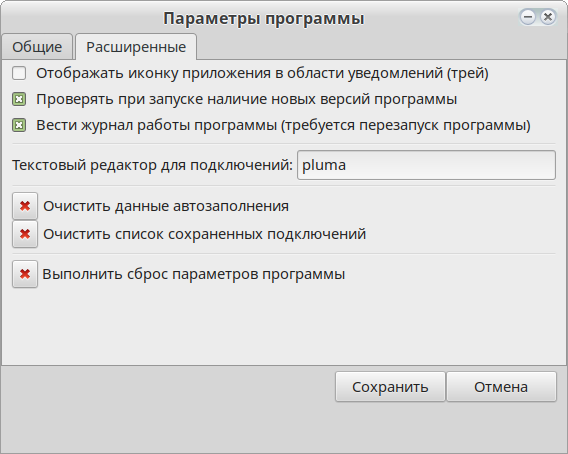 Параметры программы
Общие
Расширенные
Отображать иконку приложения в области уведомлений (трей)
Проверять при запуске наличие новых версий программы
Вести журнал работы программы (требуется перезапуск программы)
Текстовый редактор для подключений: pluma
Очистить данные автозаполнения
Очистить список сохраненных подключений
Выполнить сброс параметров программы
Сохранить
Отмена